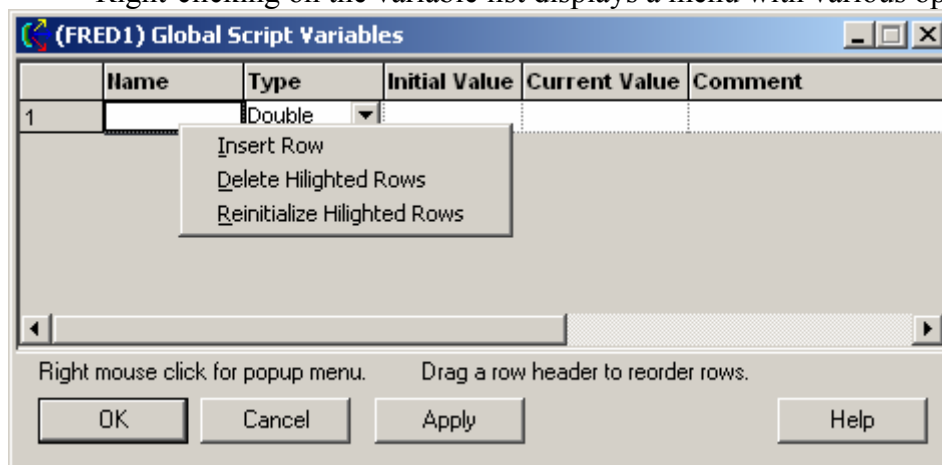 Right-clicking on the variable list displays a menu with various op
(FRED1) Global Script Variables
Name Type Initial Value Current Value Comment
1 Double
Insert Row
Delete Hilighted Rows
Reinitialize Hilighted Rows
Right mouse click for popup menu. Drag a row header to reorder rows.
OK Cancel Apply Help